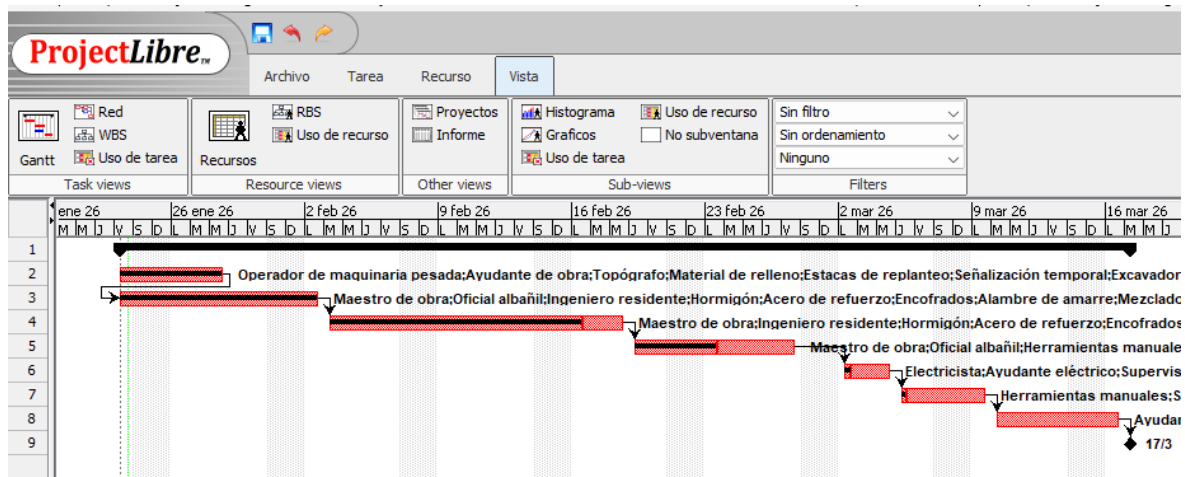 ProjectLibre™
Archivo Tarea Recurso Vista
Red RBS Proyectos Histograma Uso de recurso Sin filtro
WBS Uso de recurso Informe Graficos No subventana Sin ordenamiento
Gantt Uso de tarea Recursos Uso de tarea Ninguno
Task views Resource views Other views Sub-views Filters
ene 26 26 ene 26 2 feb 26 9 feb 26 16 feb 26 23 feb 26 2 mar 26 9 mar 26 16 mar 26
M M J V S D L M M J V S D L M M J V S D L M M J V S D L M M J V S D L M M J V S D L M M J V S D L M M J V S D L M M J
1
2 Operador de maquinaria pesada;Ayudante de obra;Topógrafo;Material de relleno;Estacas de replanteo;Señalización temporal;Excavador
3 Maestro de obra;Oficial albañil;Ingeniero residente;Hormigón;Acero de refuerzo;Encofrados;Alambre de amarre;Mezclado
4 Maestro de obra;Ingeniero residente;Hormigón;Acero de refuerzo;Encofrados
5 Maestro de obra;Oficial albañil;Herramientas manuale
6 Electricista;Ayudante eléctrico;Supervis
7 Herramientas manuales;S
8 Ayudar
9 17/3